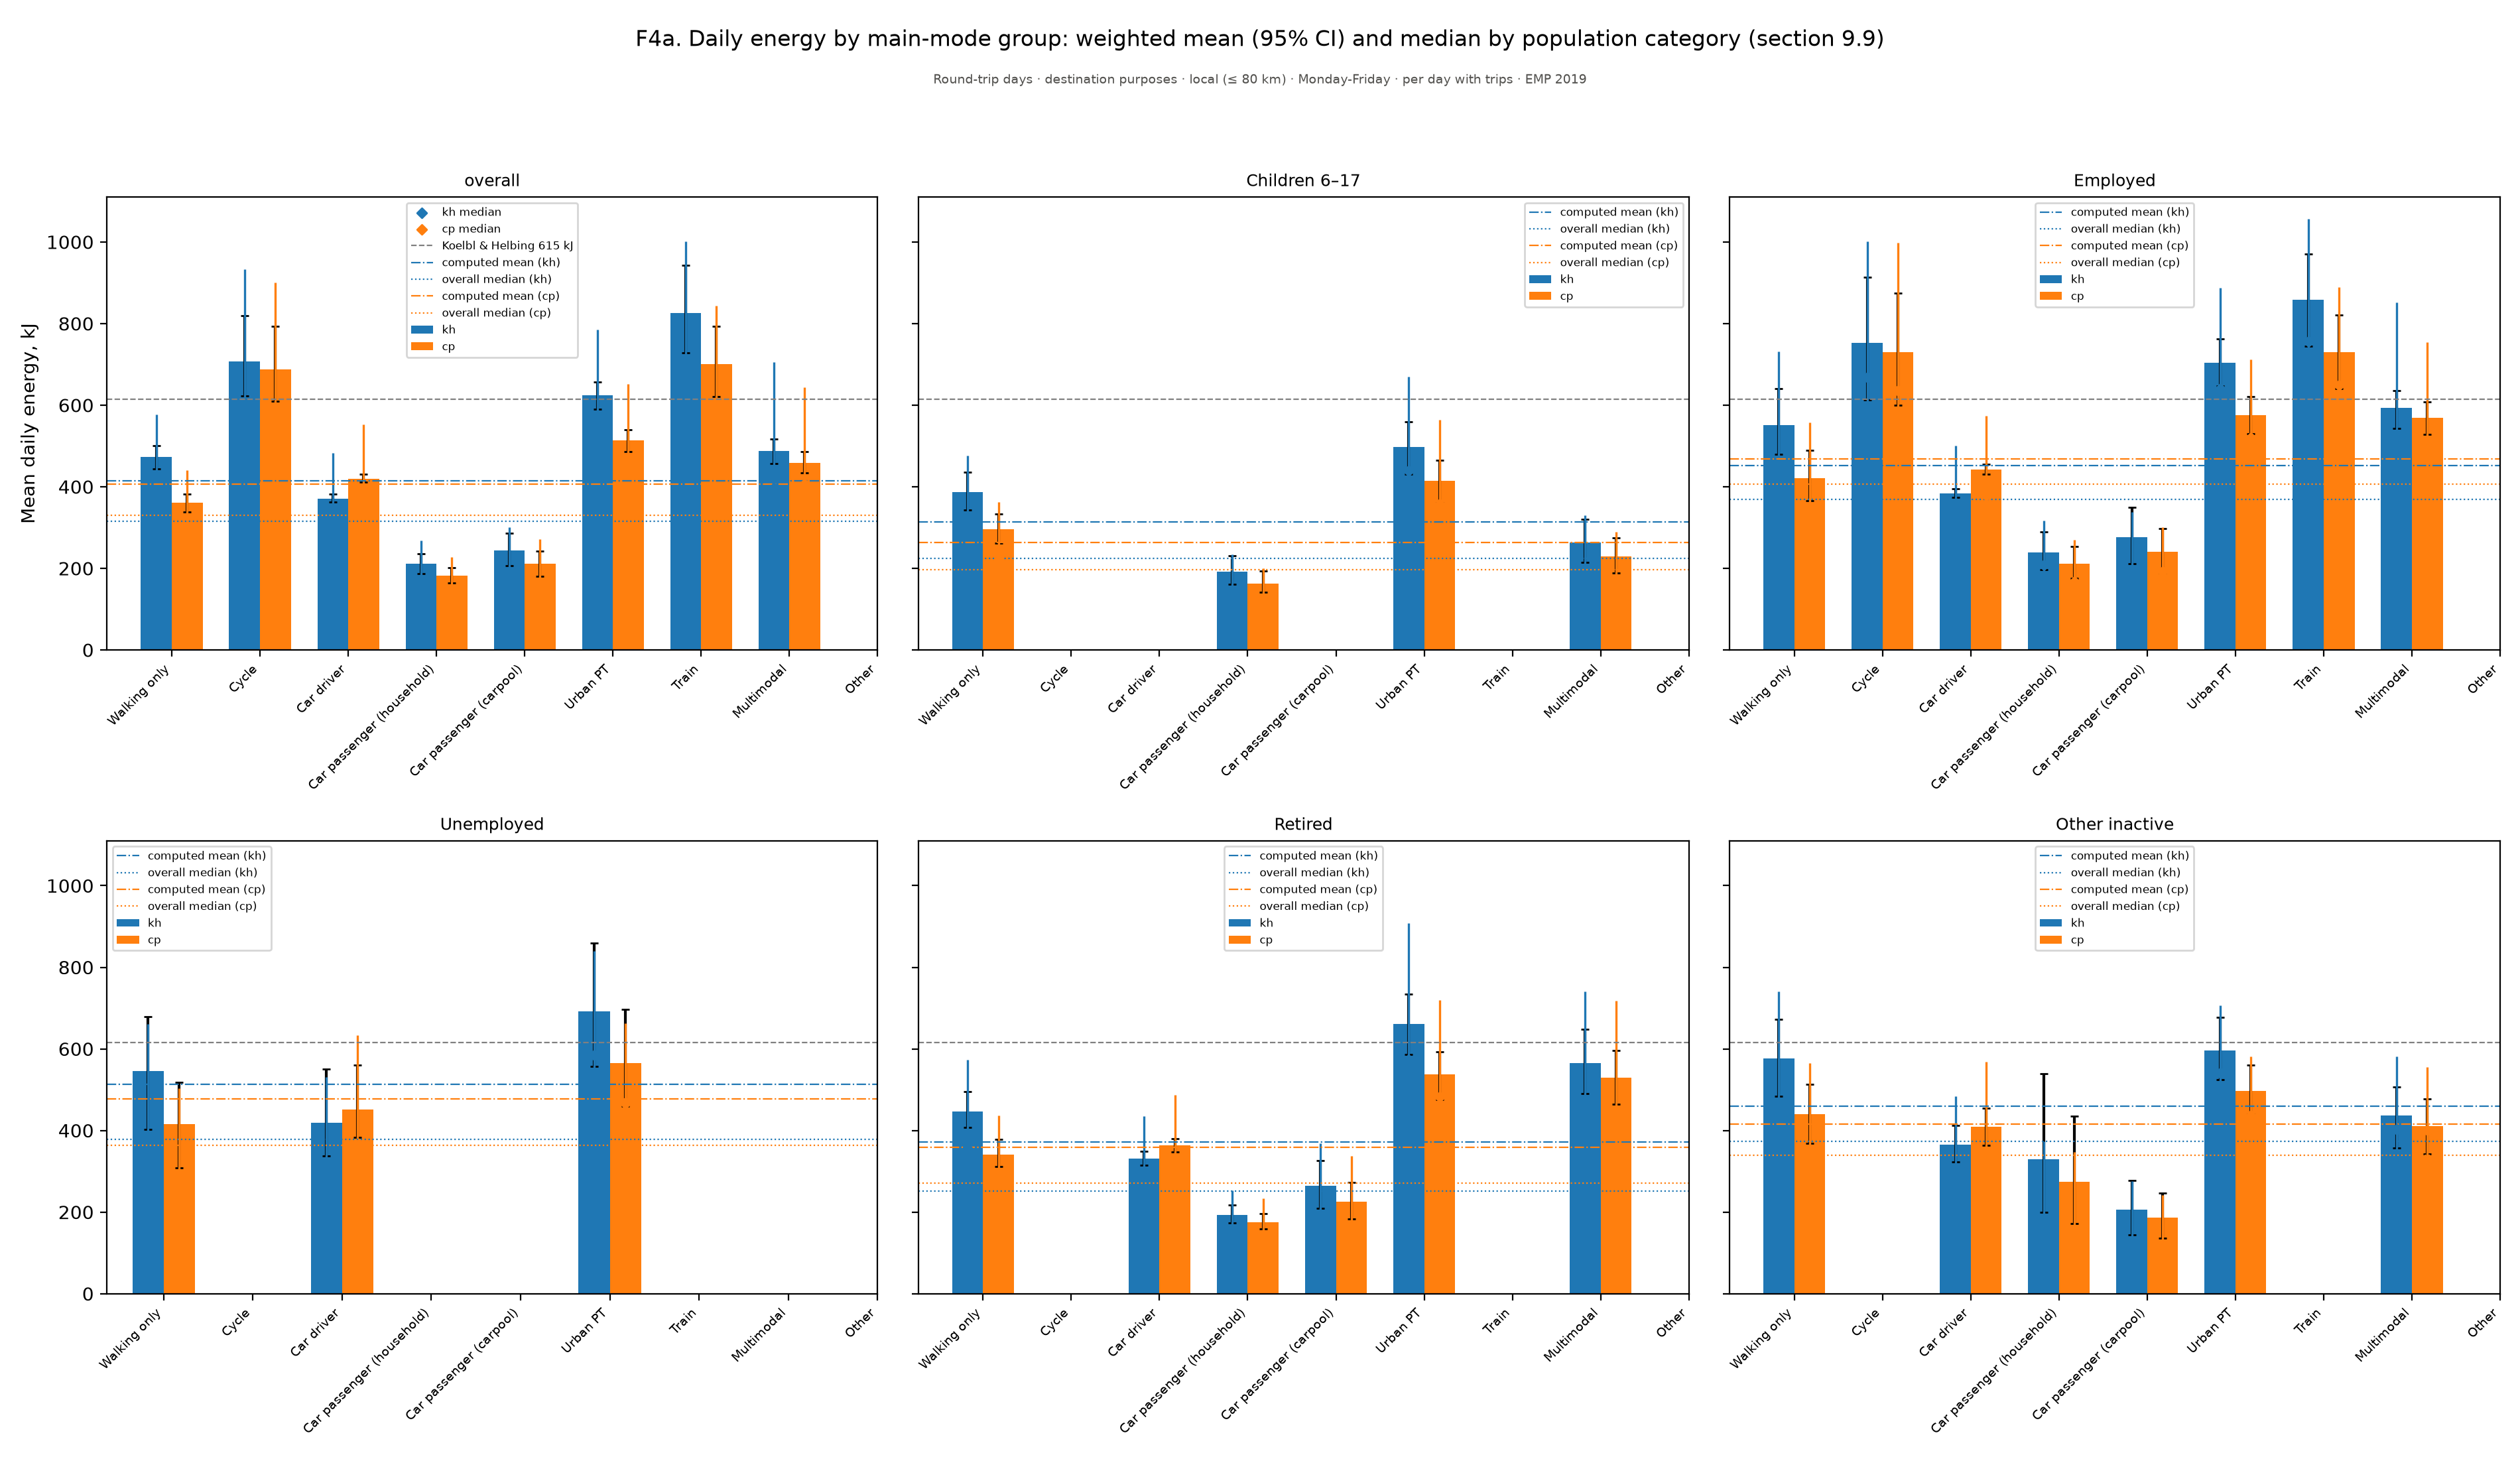 F4a. Daily energy by main-mode group: weighted mean (95% CI) and median by population category (section 9.9)
Round-trip days · destination purposes · local (≤ 80 km) · Monday-Friday · per day with trips · EMP 2019
overall
Mean daily energy, kJ
1000
800
600
400
200
0
kh median
cp median
Koelbl & Helbing 615 kJ
computed mean (kh)
overall median (kh)
computed mean (cp)
overall median (cp)
kh
cp
Walking only
Cycle
Car driver
Car passenger (household)
Car passenger (carpool)
Urban PT
Train
Multimodal
Other
Children 6–17
computed mean (kh)
overall median (kh)
computed mean (cp)
overall median (cp)
kh
cp
Walking only
Cycle
Car driver
Car passenger (household)
Car passenger (carpool)
Urban PT
Train
Multimodal
Other
Employed
computed mean (kh)
overall median (kh)
computed mean (cp)
overall median (cp)
kh
cp
Walking only
Cycle
Car driver
Car passenger (household)
Car passenger (carpool)
Urban PT
Train
Multimodal
Other
Unemployed
1000
800
600
400
200
0
computed mean (kh)
overall median (kh)
computed mean (cp)
overall median (cp)
kh
cp
Walking only
Cycle
Car driver
Car passenger (household)
Car passenger (carpool)
Urban PT
Train
Multimodal
Other
Retired
computed mean (kh)
overall median (kh)
computed mean (cp)
overall median (cp)
kh
cp
Walking only
Cycle
Car driver
Car passenger (household)
Car passenger (carpool)
Urban PT
Train
Multimodal
Other
Other inactive
computed mean (kh)
overall median (kh)
computed mean (cp)
overall median (cp)
kh
cp
Walking only
Cycle
Car driver
Car passenger (household)
Car passenger (carpool)
Urban PT
Train
Multimodal
Other